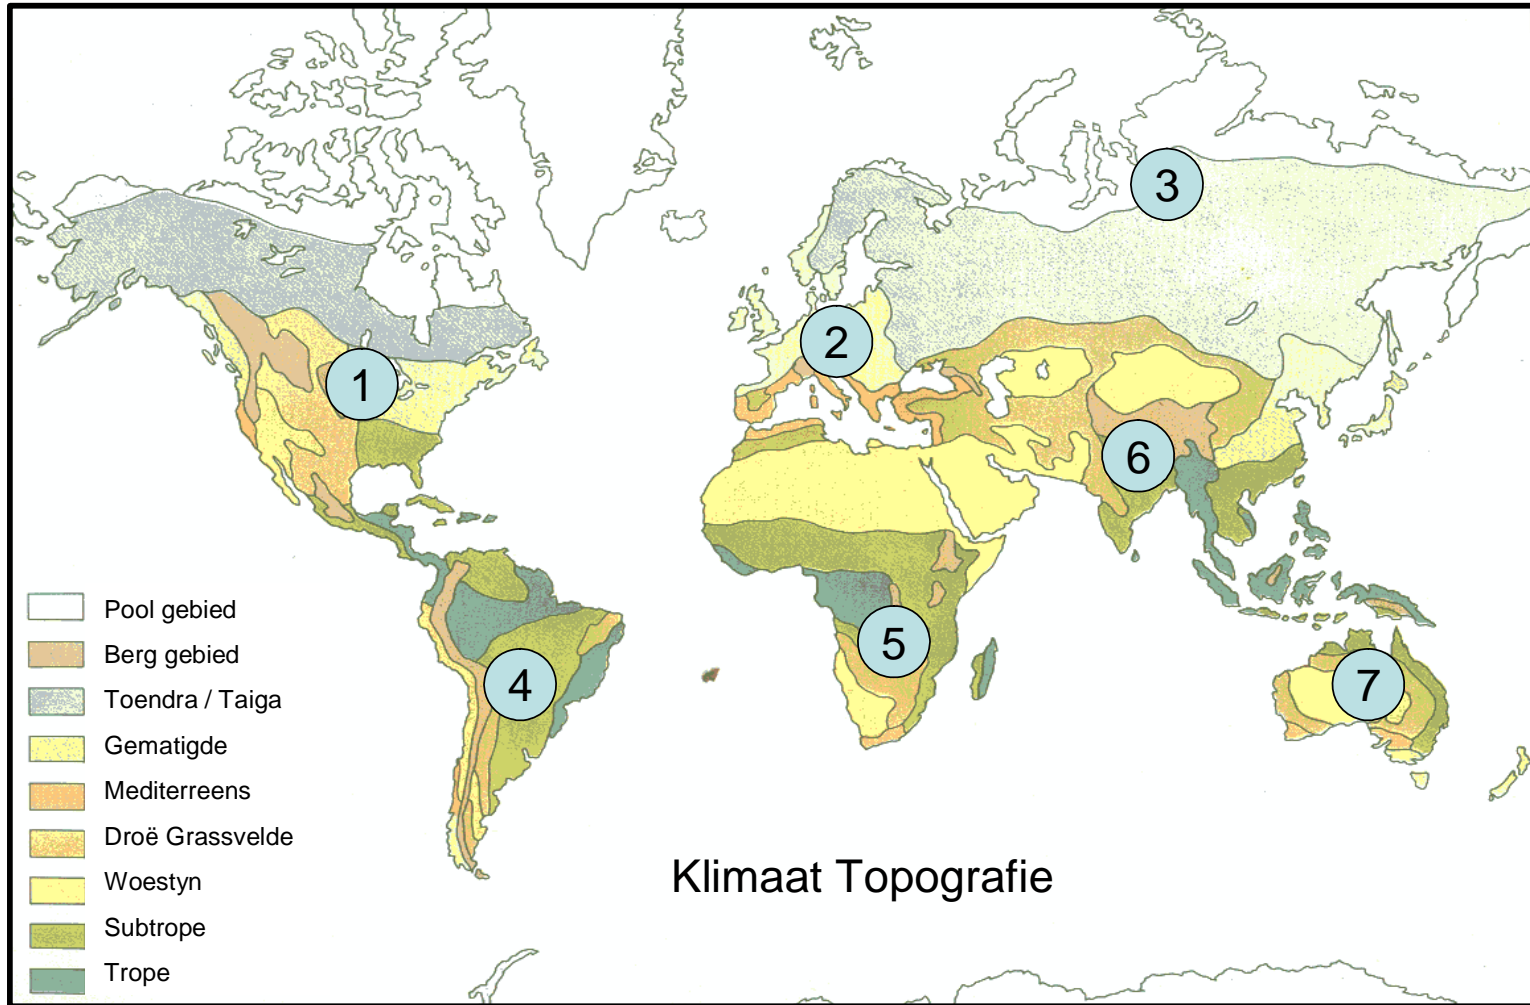 3
2
1
6
5
4
7
Pool gebied
Berg gebied
Toendra / Taiga
Gematigde
Mediterreens
Droë Grassvelde
Woestyn
Subtrope
Trope
Klimaat Topografie